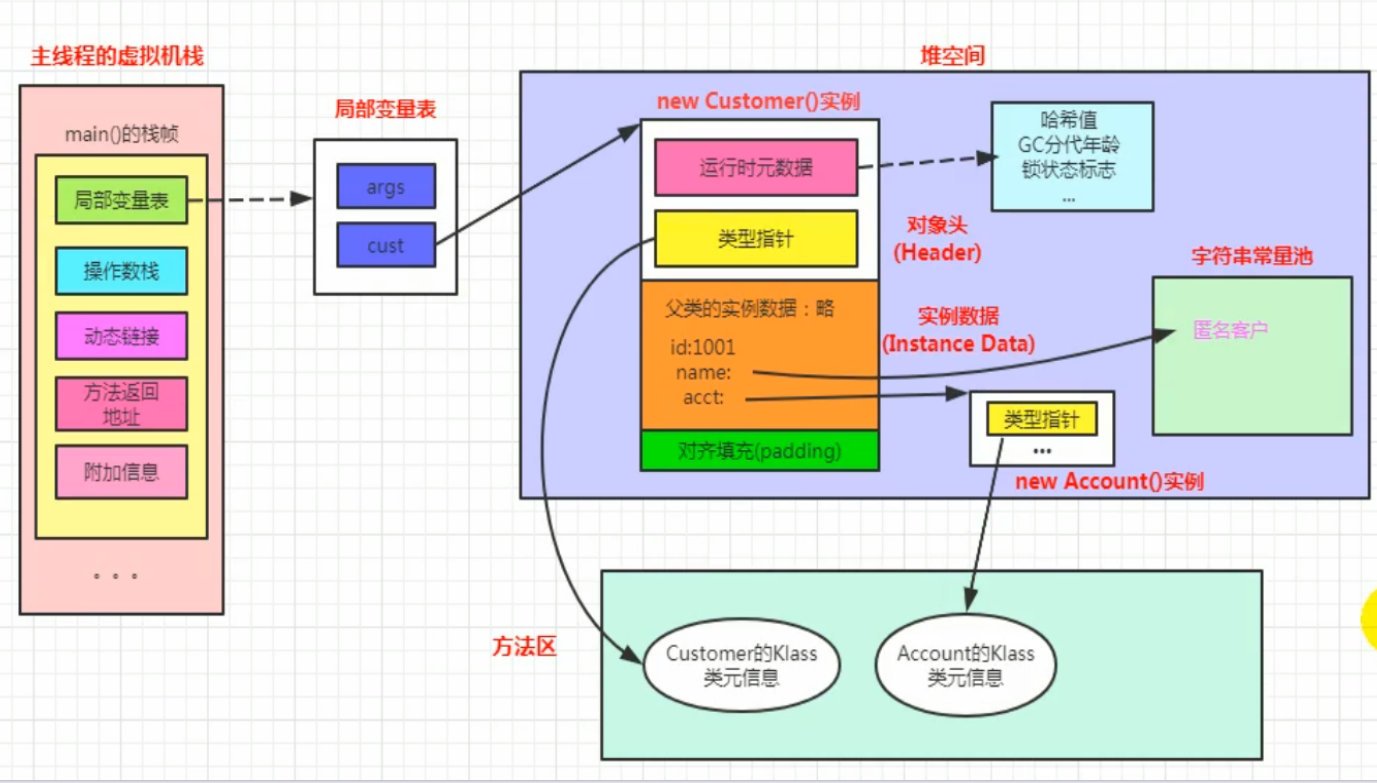 主线程的虚拟机栈
main()的栈帧
局部变量表
操作数栈
动态链接
方法返回
地址
附加信息
。。。
局部变量表
args
cust
堆空间
new Customer()实例
运行时元数据
类型指针
哈希值
GC分代年龄
锁状态标志
...
对象头
(Header)
父类的实例数据：略
id:1001
name:
acct:
实例数据
(Instance Data)
对齐填充(padding)
字符串常量池
匿名客户
类型指针
...
new Account()实例
方法区
Customer的Klass
类元信息
Account的Klass
类元信息